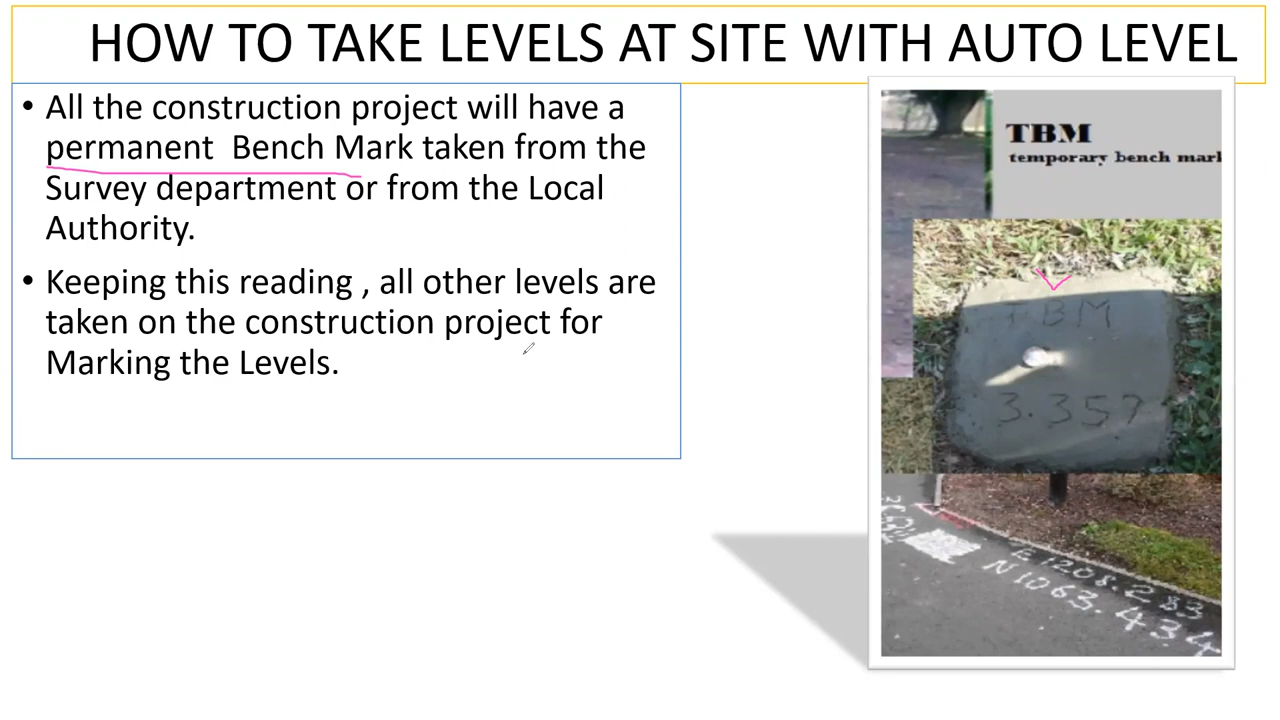 HOW TO TAKE LEVELS AT SITE WITH AUTO LEVEL
• All the construction project will have a
permanent Bench Mark taken from the
Survey department or from the Local
Authority.
• Keeping this reading , all other levels are
taken on the construction project for
Marking the Levels.
TBM
temporary bench mark
TBM
3.357
E 1208.283
N 1063.434